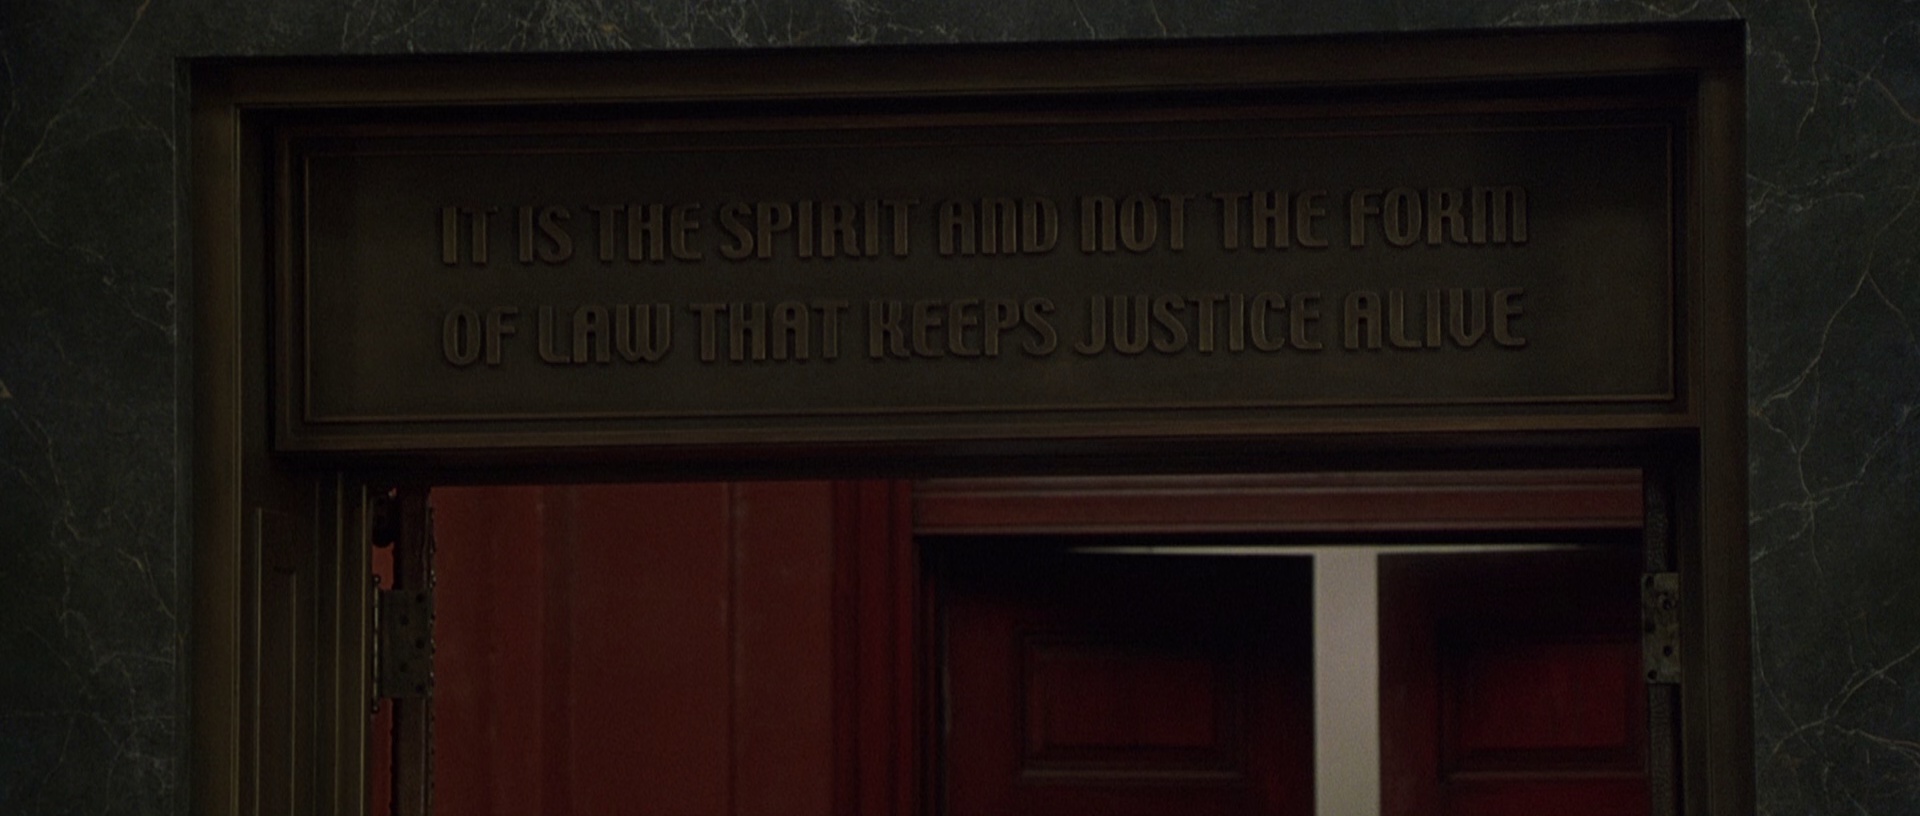 IT IS THE SPIRIT AND NOT THE FORM
OF LAW THAT KEEPS JUSTICE ALIVE